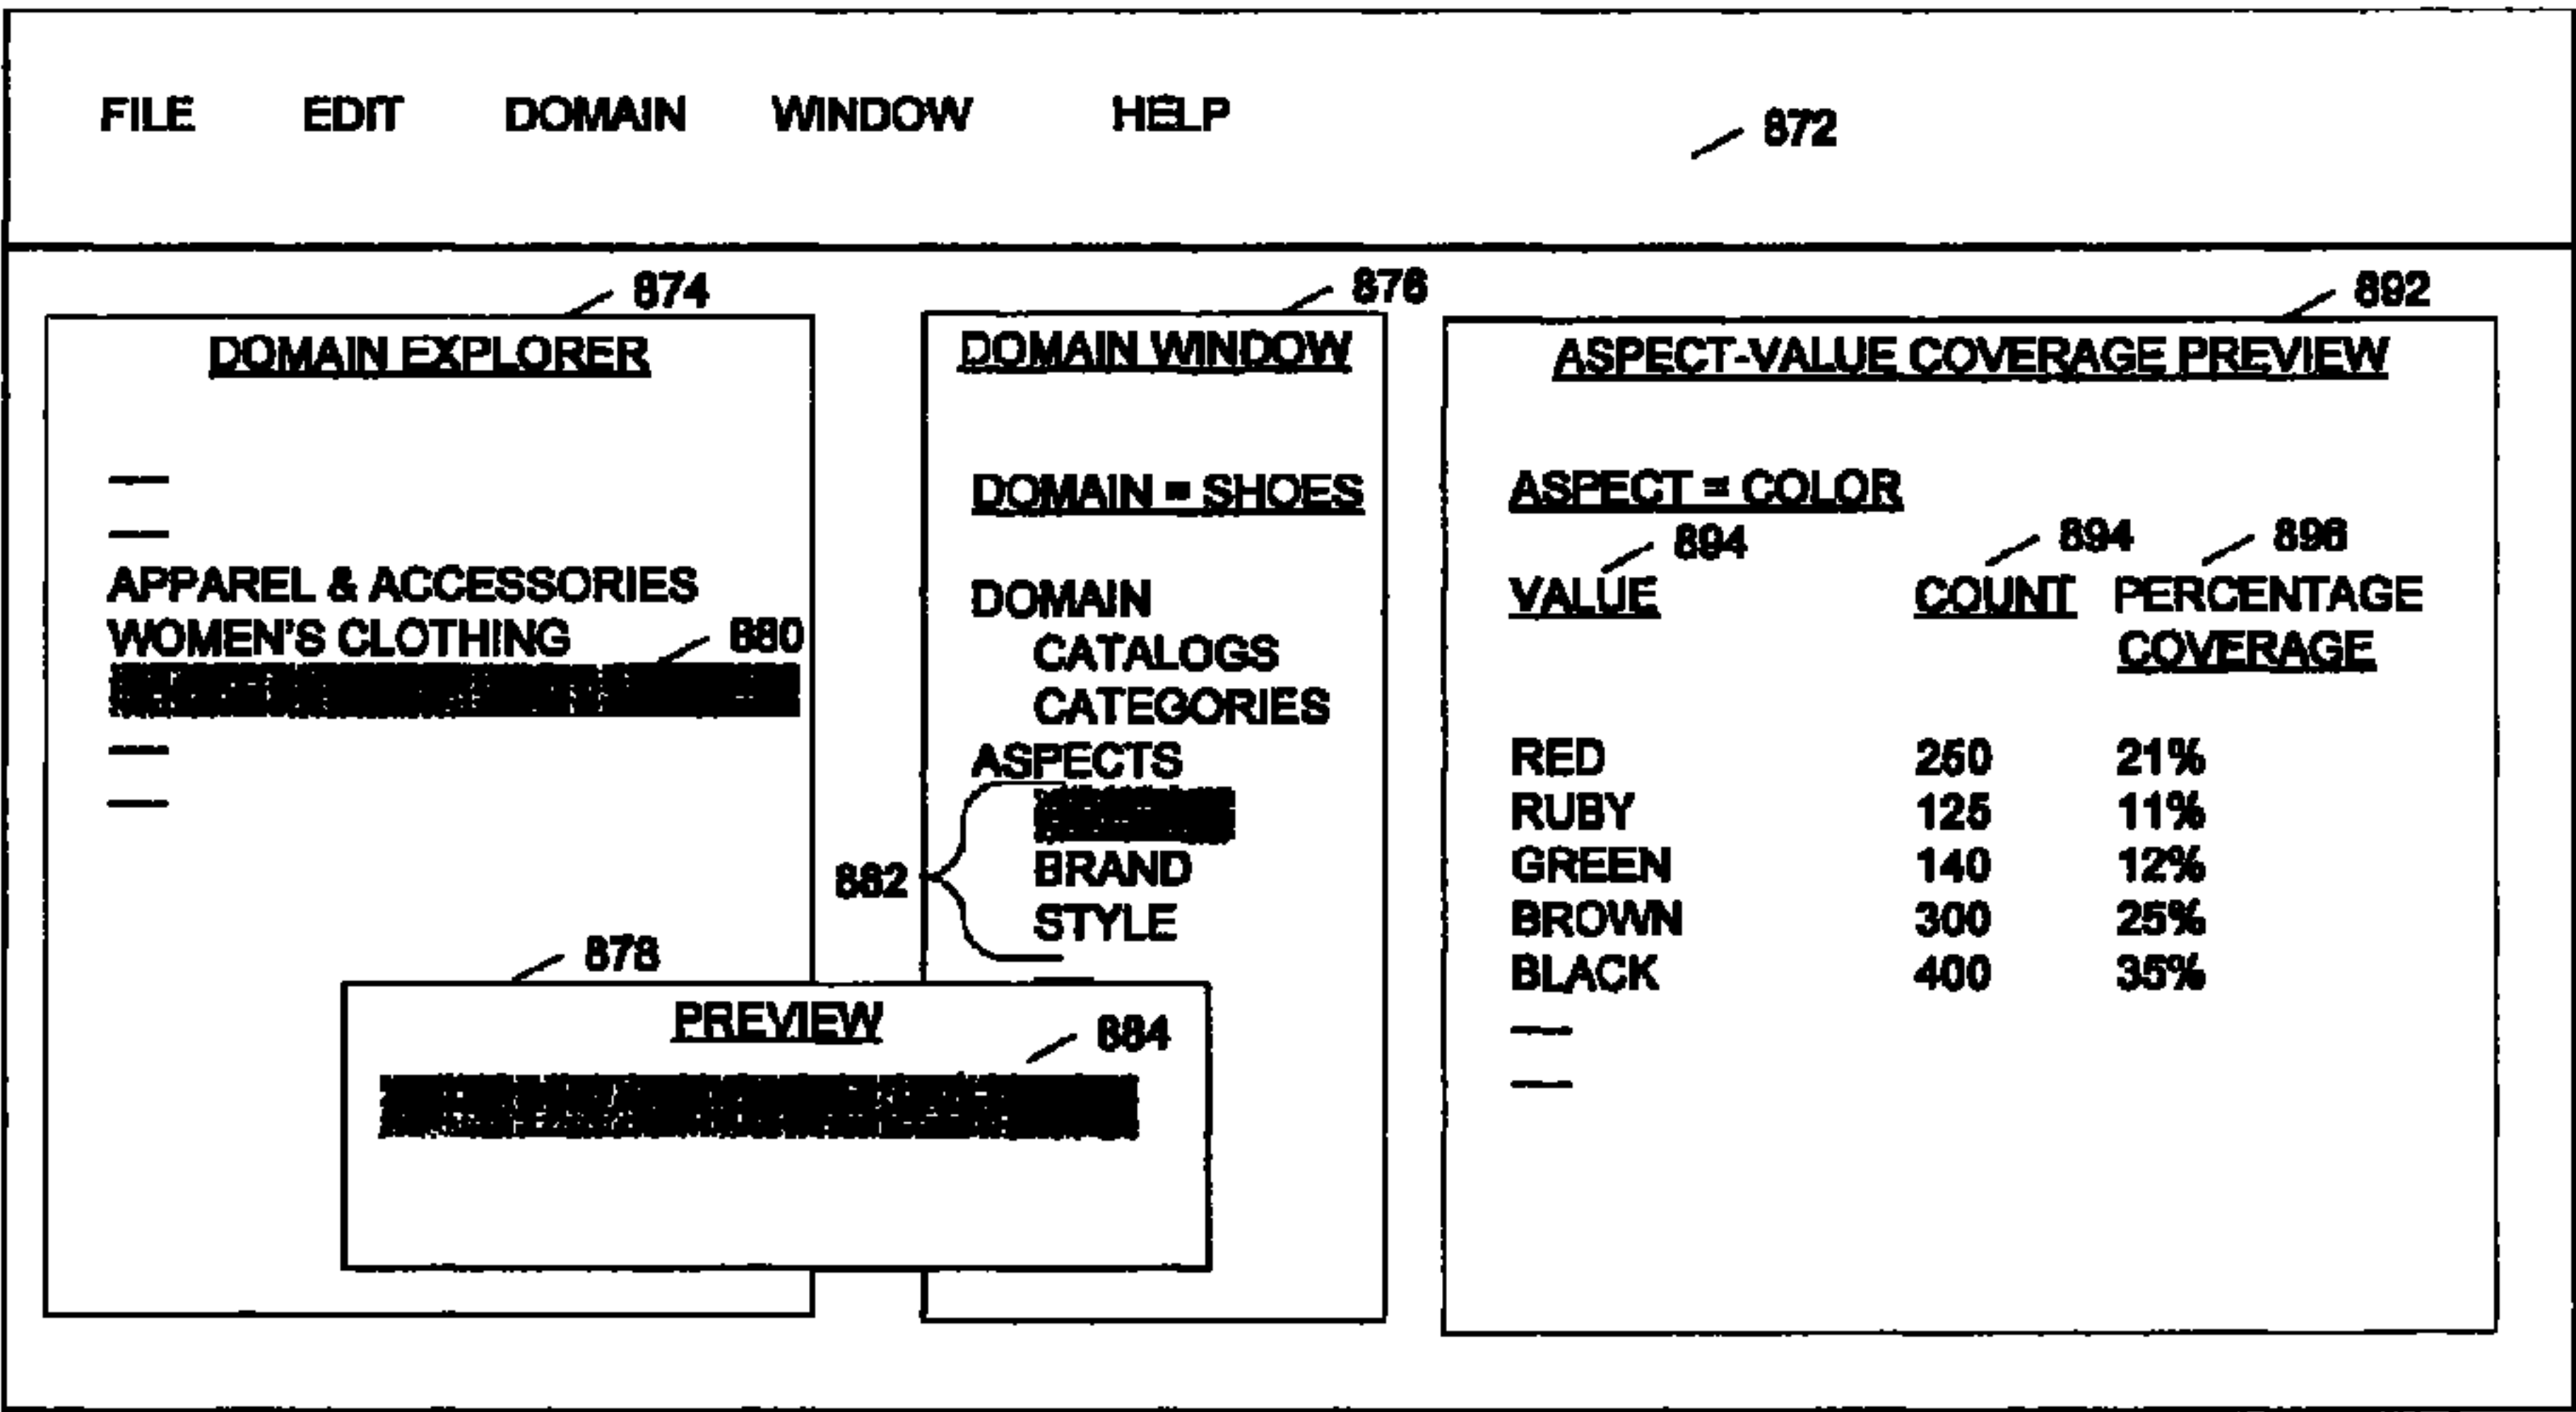 FILE EDIT DOMAIN WINDOW HELP
872
874
DOMAIN EXPLORER
APPAREL & ACCESSORIES
WOMEN'S CLOTHING
880
876
DOMAIN WINDOW
DOMAIN = SHOES
DOMAIN
CATALOGS
CATEGORIES
ASPECTS
BRAND
STYLE
882
878
PREVIEW
884
892
ASPECT-VALUE COVERAGE PREVIEW
ASPECT = COLOR
894 894 896
VALUE COUNT PERCENTAGE
COVERAGE
RED 250 21%
RUBY 125 11%
GREEN 140 12%
BROWN 300 25%
BLACK 400 35%